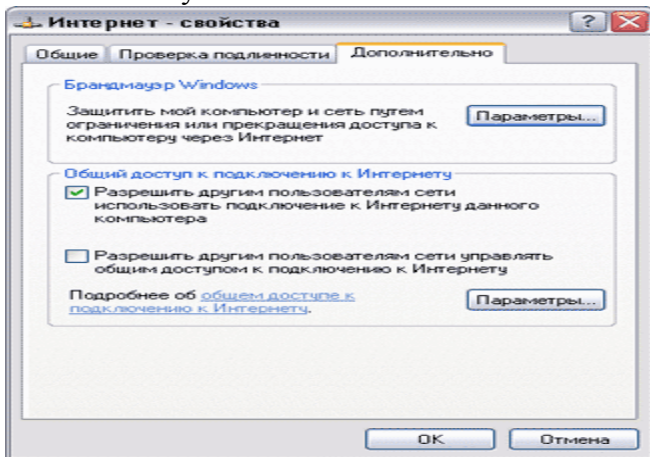 Интернет - свойства
Общие Проверка подлинности Дополнительно
Брандмауэр Windows
Защитить мой компьютер и сеть путем
ограничения или прекращения доступа к
компьютеру через Интернет
Параметры...
Общий доступ к подключению к Интернету
Разрешить другим пользователям сети
использовать подключение к Интернету данного
компьютера
Разрешить другим пользователям сети управлять
общим доступом к подключению к Интернету
Подробнее об общем доступе к
подключению к Интернету.
Параметры...
OK Отмена